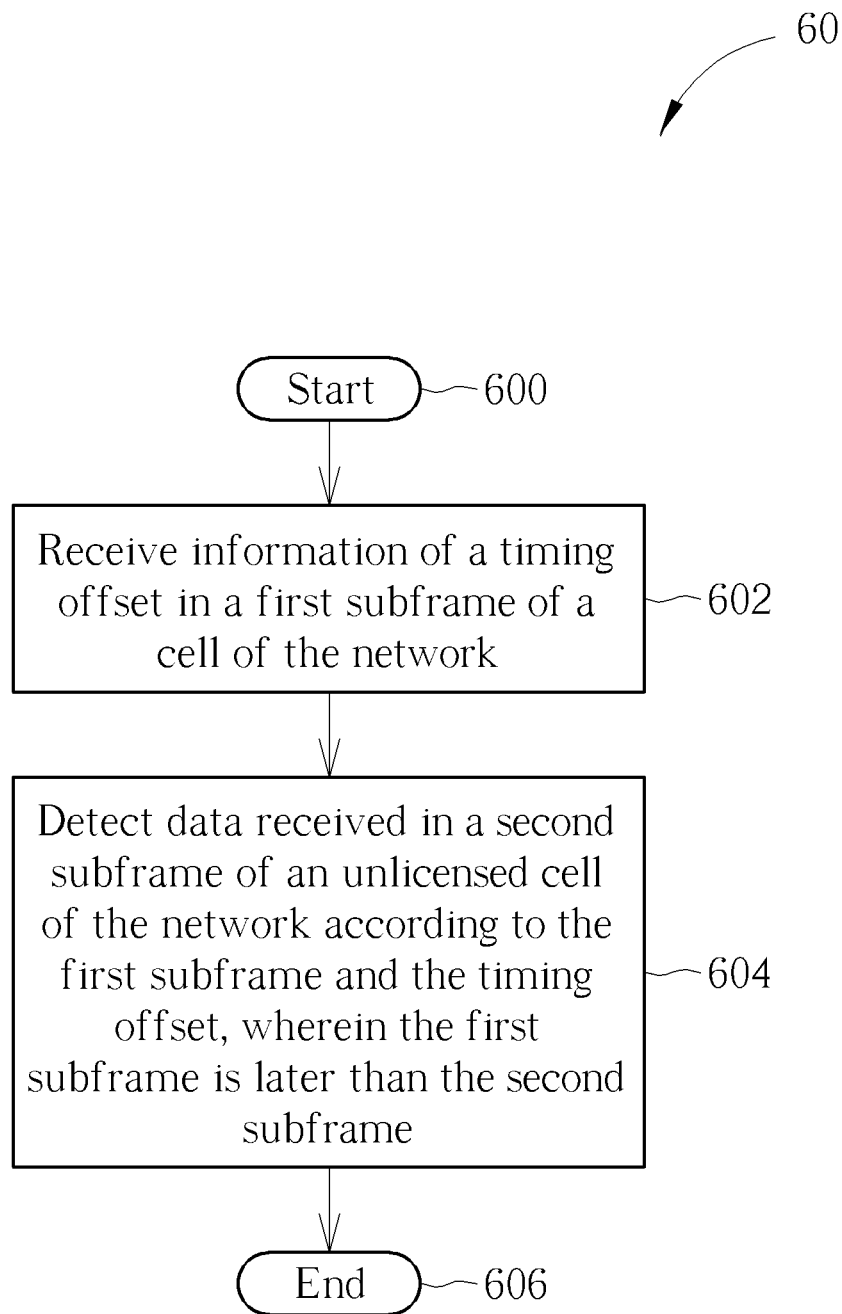 60
Start
600
Receive information of a timing
offset in a first subframe of a
cell of the network
602
Detect data received in a second
subframe of an unlicensed cell
of the network according to the
first subframe and the timing
offset, wherein the first
subframe is later than the second
subframe
604
End
606